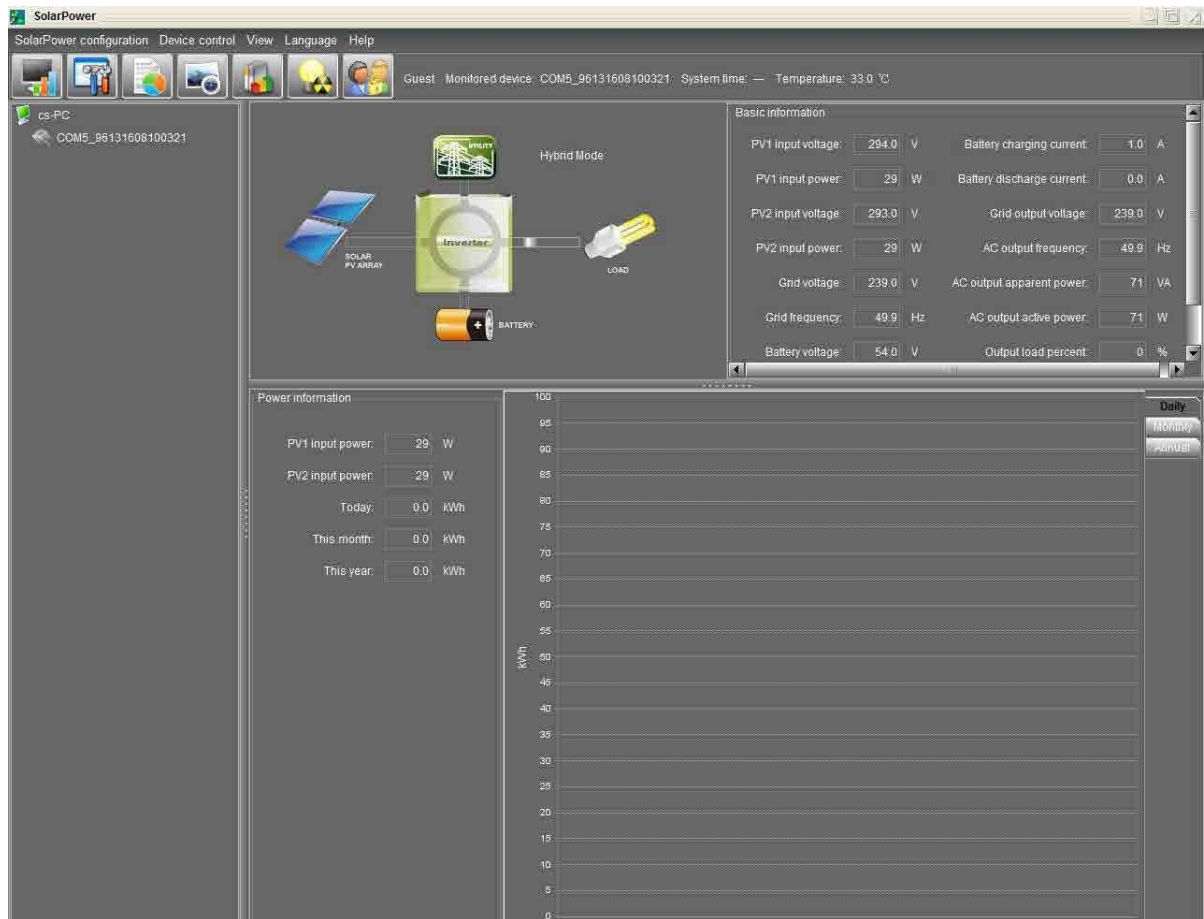 SolarPower
SolarPower configuration Device control View Language Help
Guest Monitored device: COM5_96131608100321 System time: --- Temperature: 33.0 ℃
cs-PC
COM5_96131608100321
UTILITY
Hybrid Mode
Inverter
SOLAR
PV ARRAY
LOAD
BATTERY
Basic information
PV1 input voltage: 294.0 V Battery charging current: 1.0 A
PV1 input power: 29 W Battery discharge current: 0.0 A
PV2 input voltage: 293.0 V Grid output voltage: 239.0 V
PV2 input power: 29 W AC output frequency: 49.9 Hz
Grid voltage: 239.0 V AC output apparent power: 71 VA
Grid frequency: 49.9 Hz AC output active power: 71 W
Battery voltage: 54.0 V Output load percent: 0 %
Power information
PV1 input power: 29 W
PV2 input power: 29 W
Today: 0.0 kWh
This month: 0.0 kWh
This year: 0.0 kWh
kWh
100
95
90
85
80
75
70
65
60
55
50
45
40
35
30
25
20
15
10
5
0
Daily
Monthly
Annual